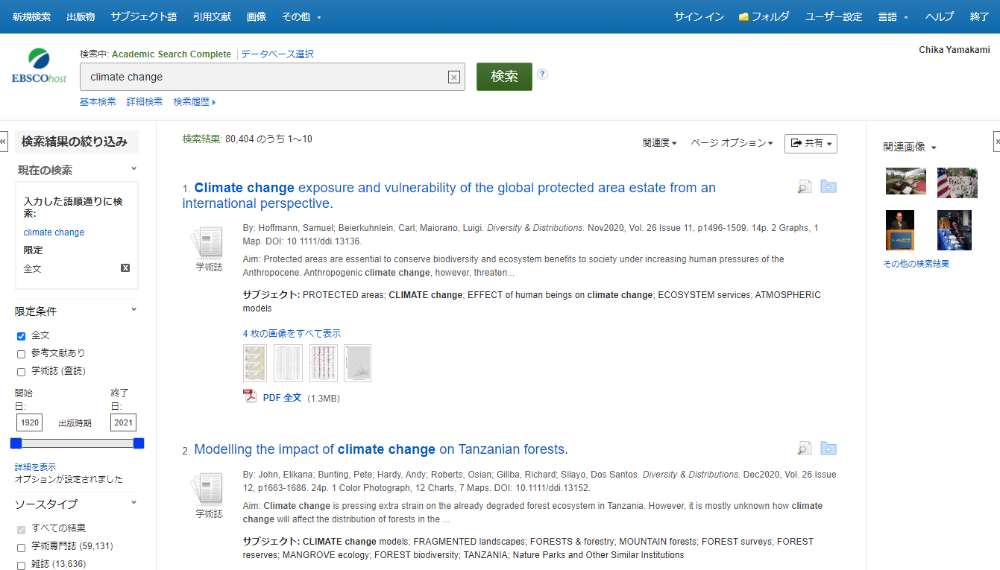 新規検索 出版物 サブジェクト語 引用文献 画像 その他 サイン イン フォルダ ユーザー設定 言語 ヘルプ 終了
Chika Yamakami
EBSCOhost
検索中: Academic Search Complete データベース選択
climate change 検索
基本検索 詳細検索 検索履歴
検索結果の絞り込み
現在の検索
入力した語順通りに検
索:
climate change
限定
全文
限定条件
全文
参考文献あり
学術誌 (査読)
開始 終了
日: 日:
1920 出版時期 2021
詳細を表示
オプションが設定されました
ソースタイプ
すべての結果
学術専門誌 (59,131)
雑誌 (13,636)
検索結果: 80,404 のうち 1～10
関連度 ページ オプション 共有
1. Climate change exposure and vulnerability of the global protected area estate from an
international perspective.
学術誌
By: Hoffmann, Samuel; Beierkuhnlein, Carl; Maiorano, Luigi. Diversity & Distributions. Nov2020, Vol. 26 Issue 11, p1496-1509. 14p. 2 Graphs, 1
Map. DOI: 10.1111/ddi.13136.
Aim: Protected areas are essential to conserve biodiversity and ecosystem benefits to society under increasing human pressures of the
Anthropocene. Anthropogenic climate change, however, threaten...
サブジェクト: PROTECTED areas; CLIMATE change; EFFECT of human beings on climate change; ECOSYSTEM services; ATMOSPHERIC
models
4 枚の画像をすべて表示
PDF 全文 (1.3MB)
2. Modelling the impact of climate change on Tanzanian forests.
学術誌
By: John, Elikana; Bunting, Pete; Hardy, Andy; Roberts, Osian; Giliba, Richard; Silayo, Dos Santos. Diversity & Distributions. Dec2020, Vol. 26 Issue
12, p1663-1686. 24p. 1 Color Photograph, 12 Charts, 7 Maps. DOI: 10.1111/ddi.13152.
Aim: Climate change is pressing extra strain on the already degraded forest ecosystem in Tanzania. However, it is mostly unknown how climate
change will affect the distribution of forests in the ...
サブジェクト: CLIMATE change models; FRAGMENTED landscapes; FORESTS & forestry; MOUNTAIN forests; FOREST surveys; FOREST
reserves; MANGROVE ecology; FOREST biodiversity; TANZANIA; Nature Parks and Other Similar Institutions
関連画像
その他の検索結果